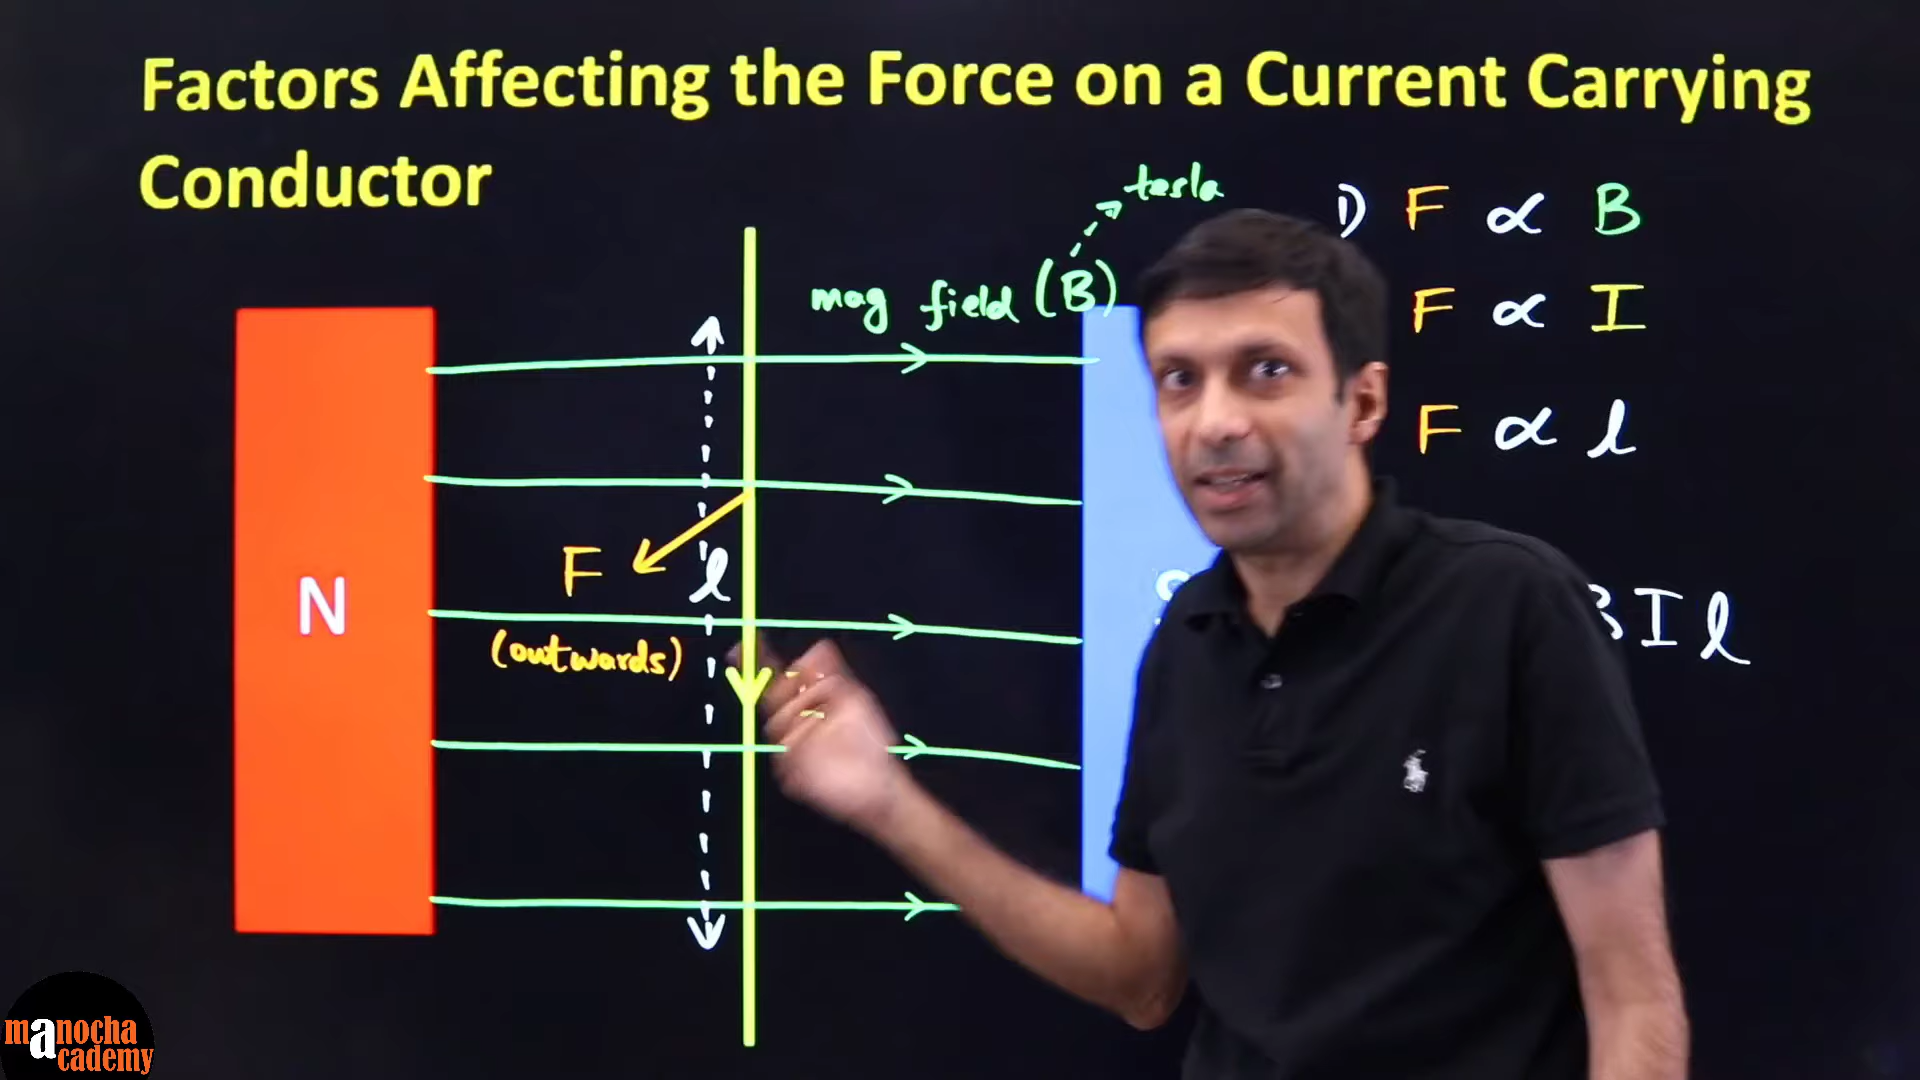 Factors Affecting the Force on a Current Carrying
Conductor
tesla
mag field (B)
1) F ∝ B
F ∝ I
F ∝ l
F
l
(outwards)
N
S
B I l
manocha
academy